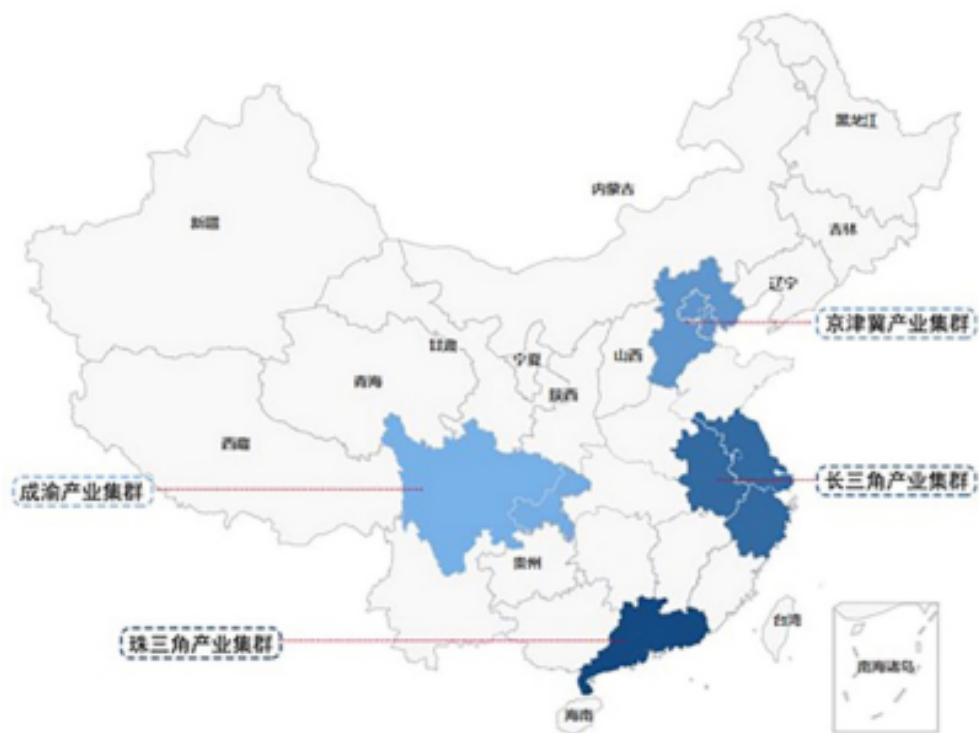 黑龙江
内蒙古
新疆
吉林
辽宁
京津翼产业集群
甘肃
宁夏
山西
青海
陕西
西藏
成渝产业集群
长三角产业集群
贵州
台湾
珠三角产业集群
南海诸岛
海南